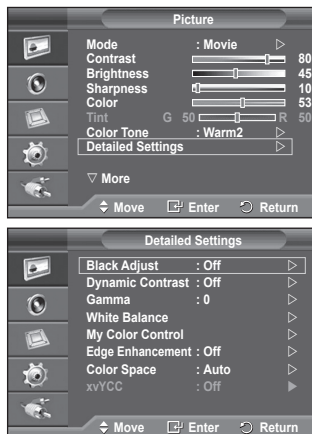 Picture
Mode : Movie
Contrast 80
Brightness 45
Sharpness 10
Color 53
Tint G 50 R 50
Color Tone : Warm2
Detailed Settings
▽ More
Move Enter Return
Detailed Settings
Black Adjust : Off
Dynamic Contrast : Off
Gamma : 0
White Balance
My Color Control
Edge Enhancement : Off
Color Space : Auto
xvYCC : Off
Move Enter Return